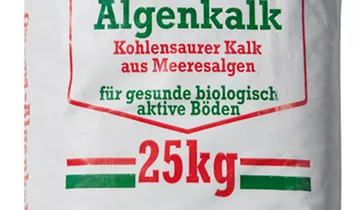 Algenkalk
Kohlensaurer Kalk
aus Meeresalgen
für gesunde biologisch
aktive Böden
25kg